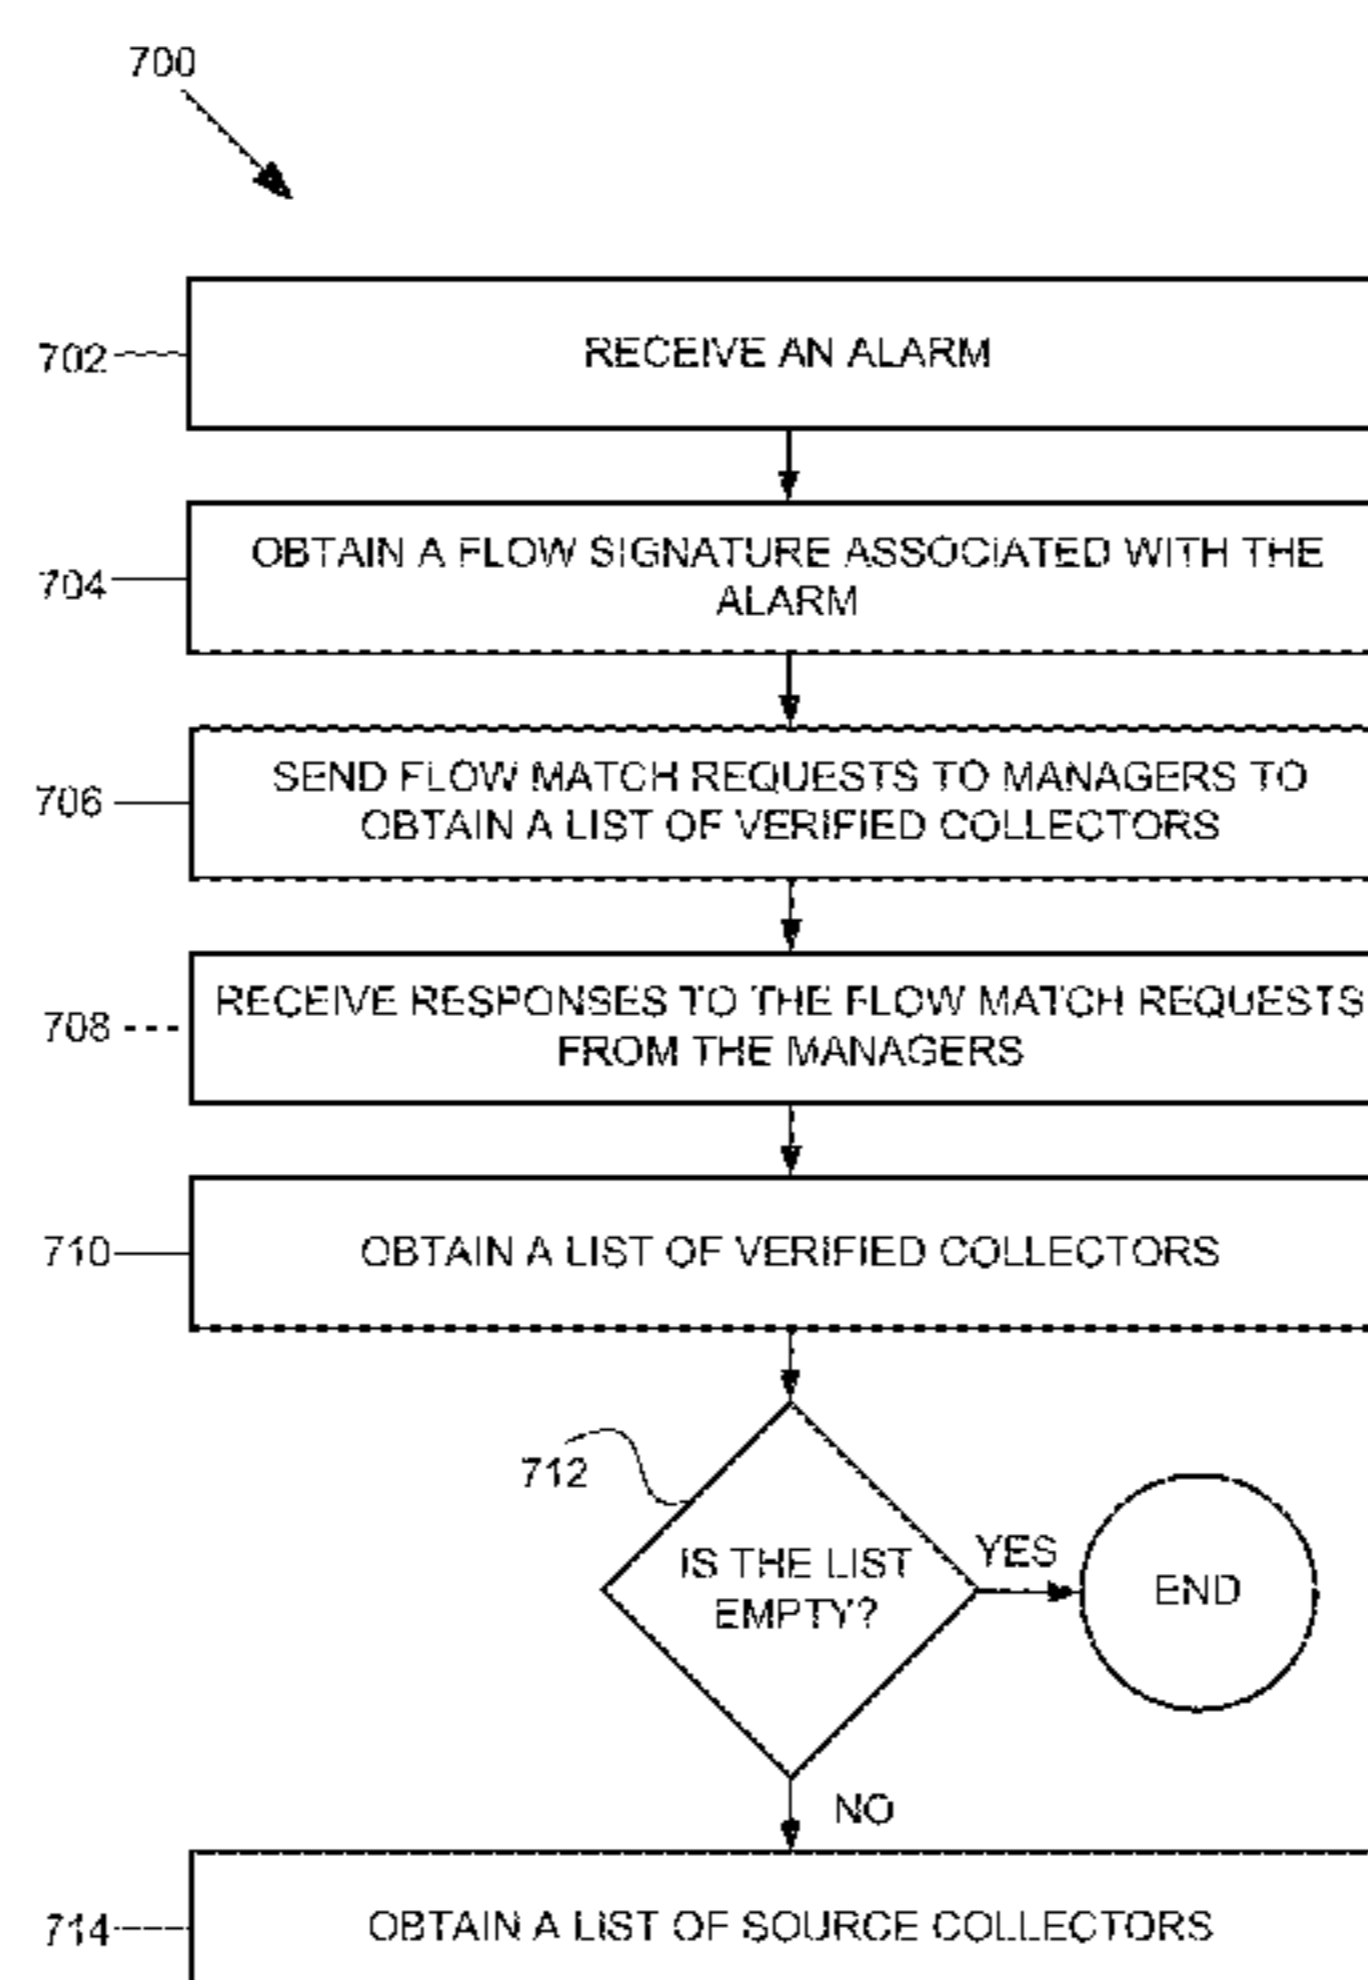 700
702
RECEIVE AN ALARM
704
OBTAIN A FLOW SIGNATURE ASSOCIATED WITH THE
ALARM
706
SEND FLOW MATCH REQUESTS TO MANAGERS TO
OBTAIN A LIST OF VERIFIED COLLECTORS
708
RECEIVE RESPONSES TO THE FLOW MATCH REQUESTS
FROM THE MANAGERS
710
OBTAIN A LIST OF VERIFIED COLLECTORS
712
IS THE LIST
EMPTY?
YES
END
NO
714
OBTAIN A LIST OF SOURCE COLLECTORS